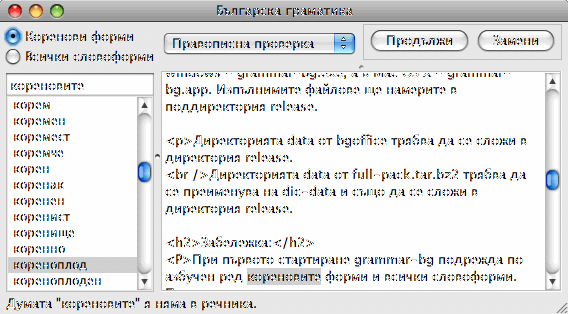 Българска граматика
Коренови форми
Всички словоформи
Правописна проверка
Продължи
Замени
кореновите
корем
коремен
коремест
коремче
корен
коренак
коренен
коренист
коренище
коренно
кореноплод
кореноплоден
windows - grammar-bg.exe, а в Mac OS X - grammar-
bg.app. Изпълнимите файлове ще намерите в
поддиректория release.
<p>Директорията data от bgoffice трябва да се сложи в
директория release.
<br />Директорията data от full-pack.tar.bz2 трябва да
се преименува на dic-data и също да се сложи в
директория release.
<h2>Забележка:</h2>
<P>При първото стартиране grammar-bg подрежда по
азбучен ред кореновите форми и всички словоформи.
Думата "кореновите" я няма в речника.